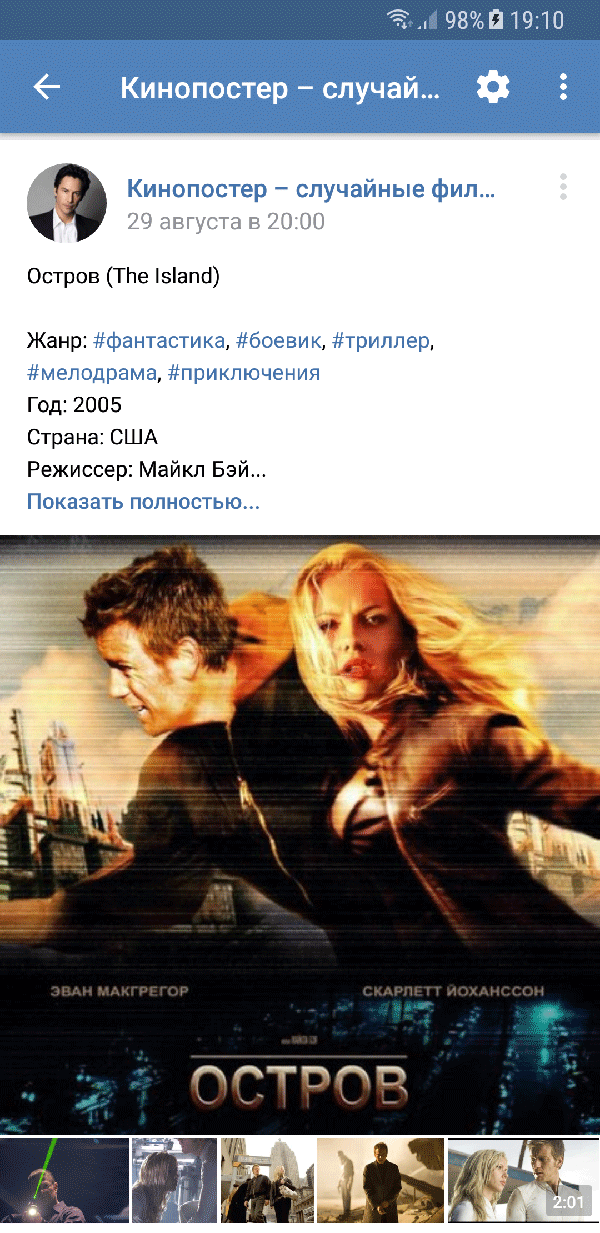 98% 19:10
Кинопостер – случай...
Кинопостер – случайные фил...
29 августа в 20:00
Остров (The Island)
Жанр: #фантастика, #боевик, #триллер,
#мелодрама, #приключения
Год: 2005
Страна: США
Режиссер: Майкл Бэй...
Показать полностью...
ЭВАН МАКГРЕГОР
СКАРЛЕТТ ЙОХАНССОН
ОСТРОВ
2:01